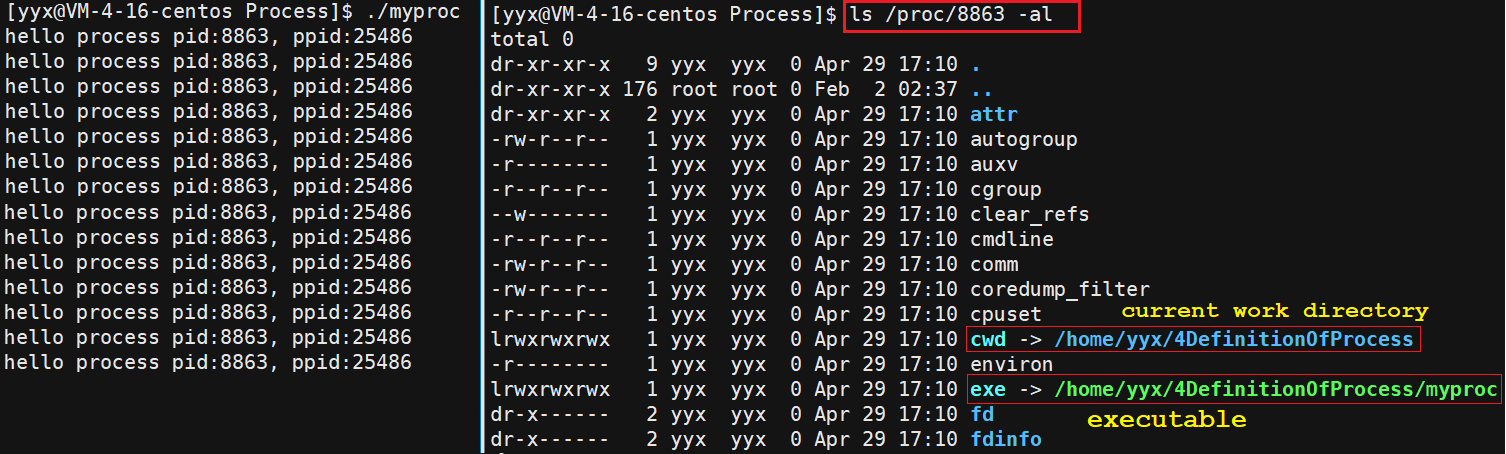 [yyx@VM-4-16-centos Process]$ ./myproc
hello process pid:8863, ppid:25486
hello process pid:8863, ppid:25486
hello process pid:8863, ppid:25486
hello process pid:8863, ppid:25486
hello process pid:8863, ppid:25486
hello process pid:8863, ppid:25486
hello process pid:8863, ppid:25486
hello process pid:8863, ppid:25486
hello process pid:8863, ppid:25486
hello process pid:8863, ppid:25486
hello process pid:8863, ppid:25486
hello process pid:8863, ppid:25486
hello process pid:8863, ppid:25486
hello process pid:8863, ppid:25486
[yyx@VM-4-16-centos Process]$ ls /proc/8863 -al
total 0
dr-xr-xr-x   9 yyx  yyx  0 Apr 29 17:10 .
dr-xr-xr-x 176 root root 0 Feb  2 02:37 ..
dr-xr-xr-x   2 yyx  yyx  0 Apr 29 17:10 attr
-rw-r--r--   1 yyx  yyx  0 Apr 29 17:10 autogroup
-r--------   1 yyx  yyx  0 Apr 29 17:10 auxv
-r--r--r--   1 yyx  yyx  0 Apr 29 17:10 cgroup
--w-------   1 yyx  yyx  0 Apr 29 17:10 clear_refs
-r--r--r--   1 yyx  yyx  0 Apr 29 17:10 cmdline
-rw-r--r--   1 yyx  yyx  0 Apr 29 17:10 comm
-rw-r--r--   1 yyx  yyx  0 Apr 29 17:10 coredump_filter
-r--r--r--   1 yyx  yyx  0 Apr 29 17:10 cpuset
current work directory
lrwxrwxrwx   1 yyx  yyx  0 Apr 29 17:10 cwd -> /home/yyx/4DefinitionOfProcess
-r--------   1 yyx  yyx  0 Apr 29 17:10 environ
lrwxrwxrwx   1 yyx  yyx  0 Apr 29 17:10 exe -> /home/yyx/4DefinitionOfProcess/myproc
dr-x------   2 yyx  yyx  0 Apr 29 17:10 fd
executable
dr-x------   2 yyx  yyx  0 Apr 29 17:10 fdinfo